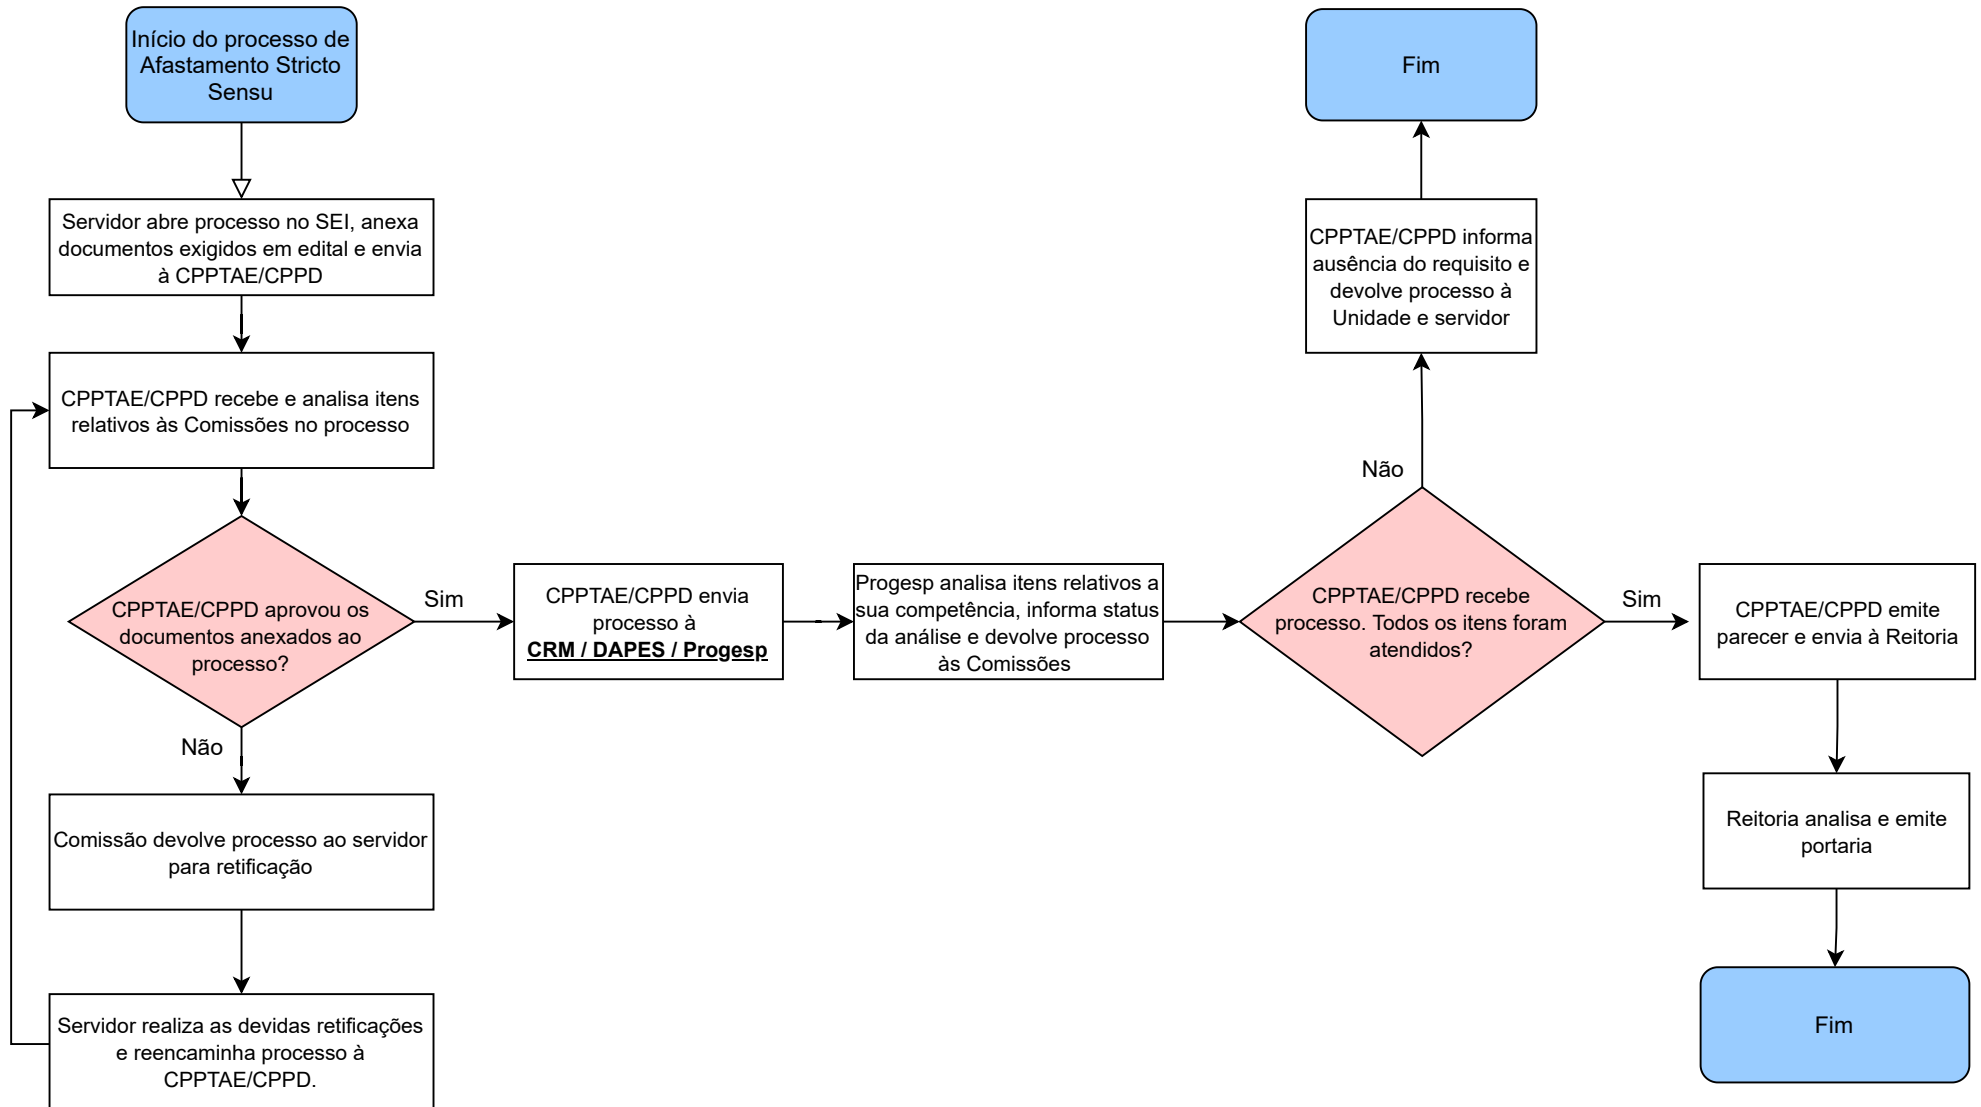 Início do processo de
Afastamento Stricto
Sensu
Servidor abre processo no SEI, anexa
documentos exigidos em edital e envia
à CPPTAE/CPPD
CPPTAE/CPPD recebe e analisa itens
relativos às Comissões no processo
CPPTAE/CPPD aprovou os
documentos anexados ao
processo?
Sim
Não
Comissão devolve processo ao servidor
para retificação
Servidor realiza as devidas retificações
e reencaminha processo à
CPPTAE/CPPD.
CPPTAE/CPPD envia
processo à
CRM / DAPES / Progesp
Progesp analisa itens relativos a
sua competência, informa status
da análise e devolve processo
às Comissões
CPPTAE/CPPD recebe
processo. Todos os itens foram
atendidos?
Não
CPPTAE/CPPD informa
ausência do requisito e
devolve processo à
Unidade e servidor
Fim
Sim
CPPTAE/CPPD emite
parecer e envia à Reitoria
Reitoria analisa e emite
portaria
Fim